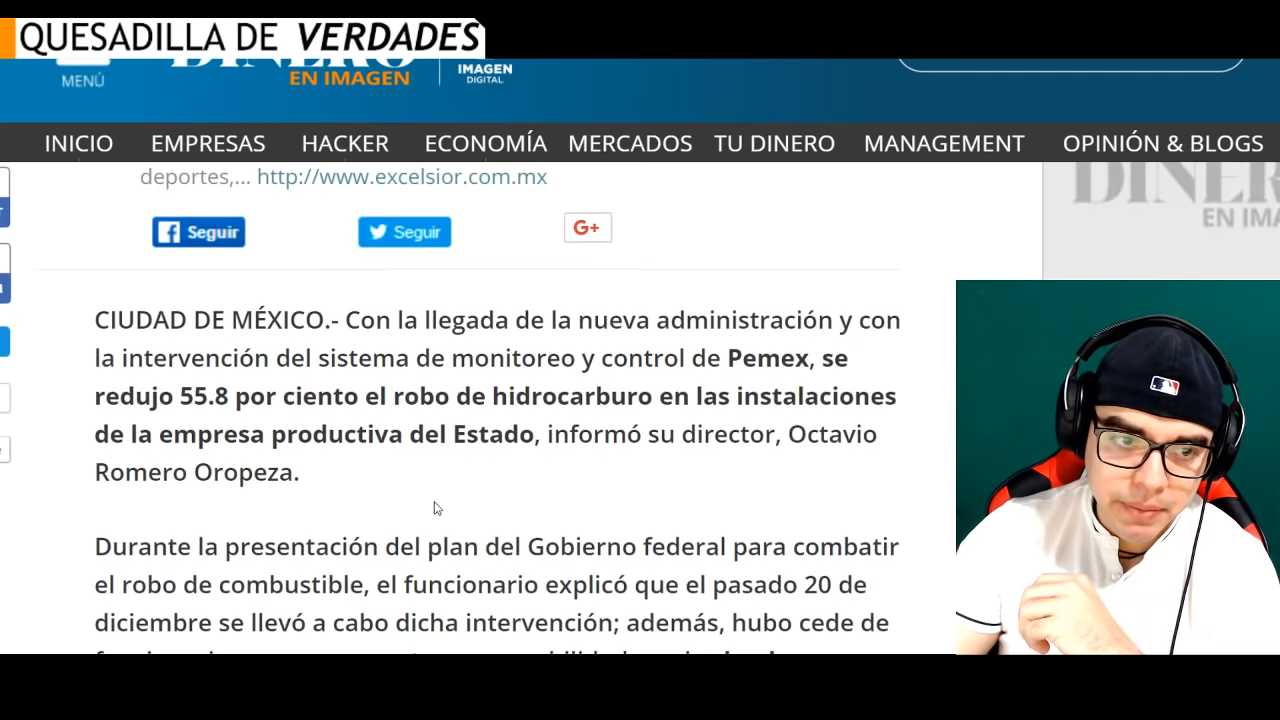 QUESADILLA DE VERDADES
MENÚ
DINERO
EN IMAGEN
IMAGEN
DIGITAL
INICIO EMPRESAS HACKER ECONOMÍA MERCADOS TU DINERO MANAGEMENT OPINIÓN & BLOGS
deportes,... http://www.excelsior.com.mx
Seguir Seguir G+
EN IMA
CIUDAD DE MÉXICO.- Con la llegada de la nueva administración y con
la intervención del sistema de monitoreo y control de Pemex, se
redujo 55.8 por ciento el robo de hidrocarburo en las instalaciones
de la empresa productiva del Estado, informó su director, Octavio
Romero Oropeza.
Durante la presentación del plan del Gobierno federal para combatir
el robo de combustible, el funcionario explicó que el pasado 20 de
diciembre se llevó a cabo dicha intervención; además, hubo cede de